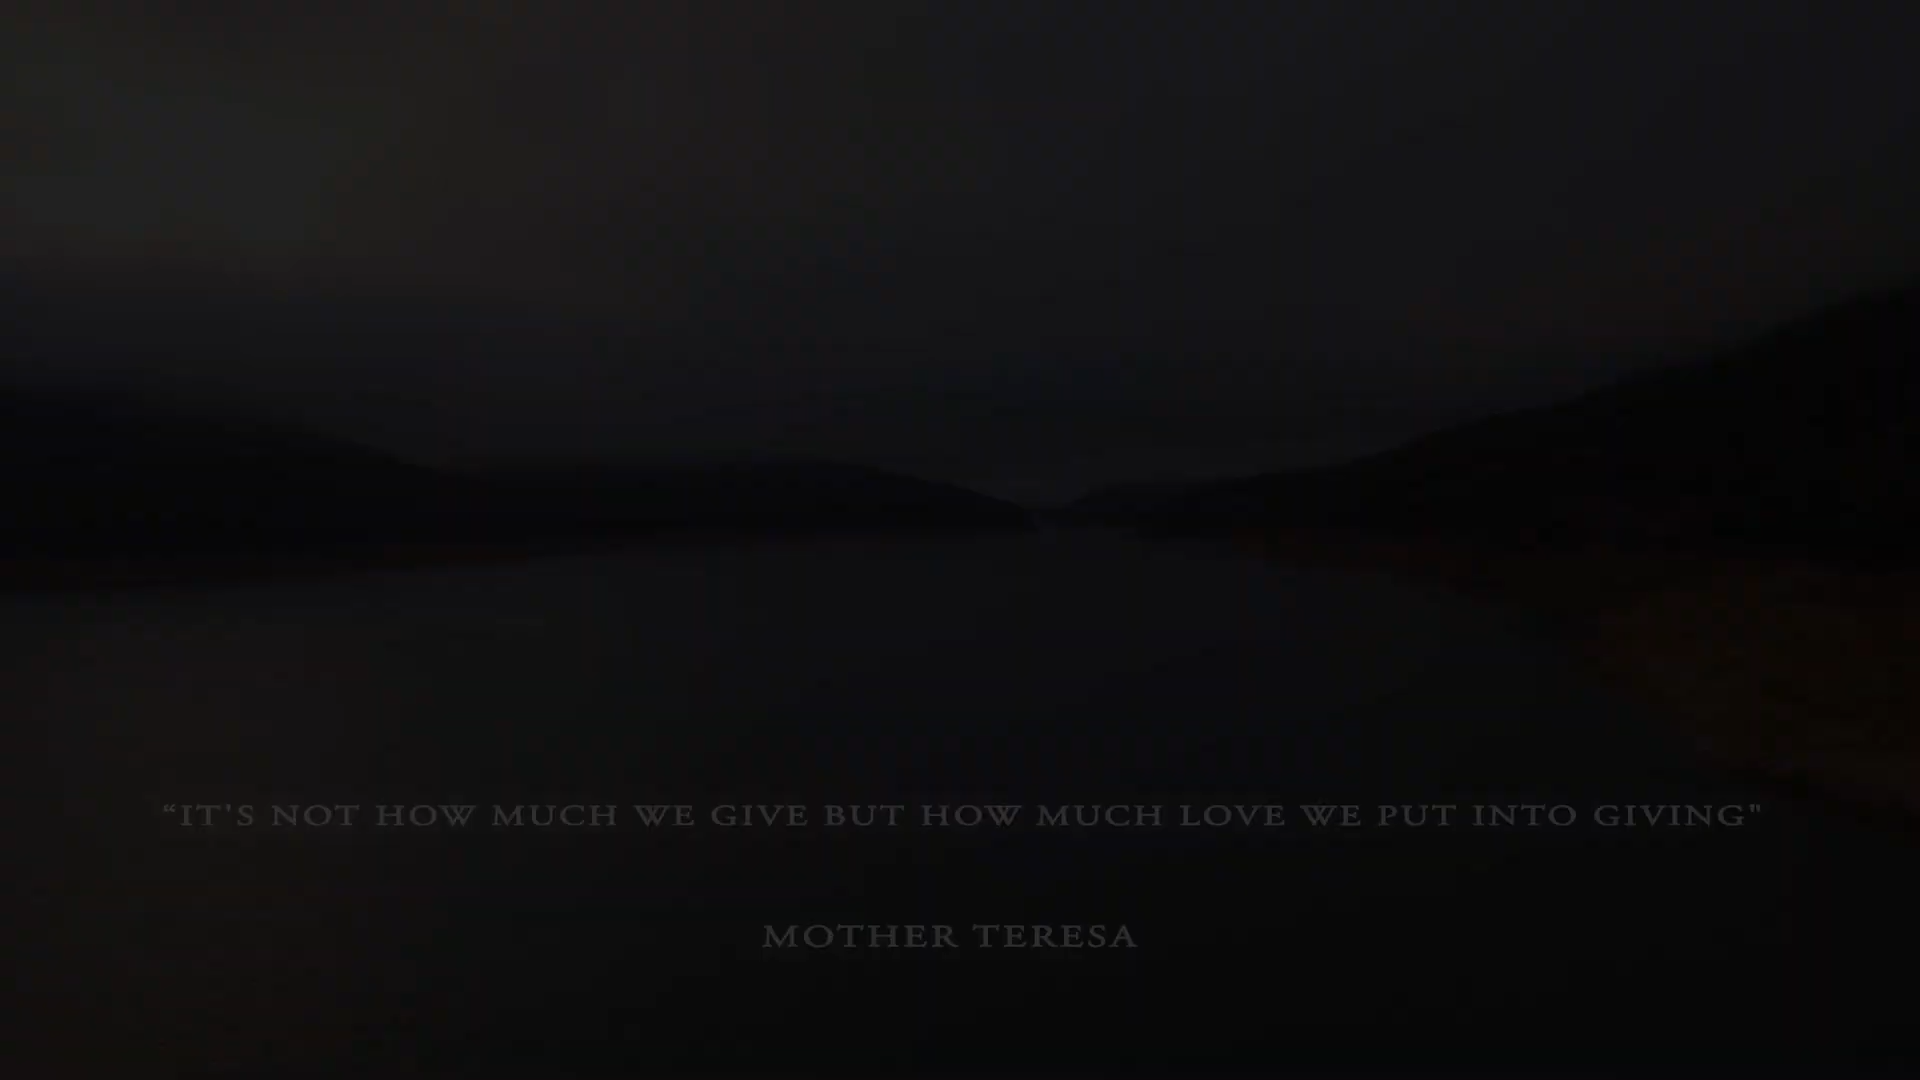 “IT'S NOT HOW MUCH WE GIVE BUT HOW MUCH LOVE WE PUT INTO GIVING"
MOTHER TERESA